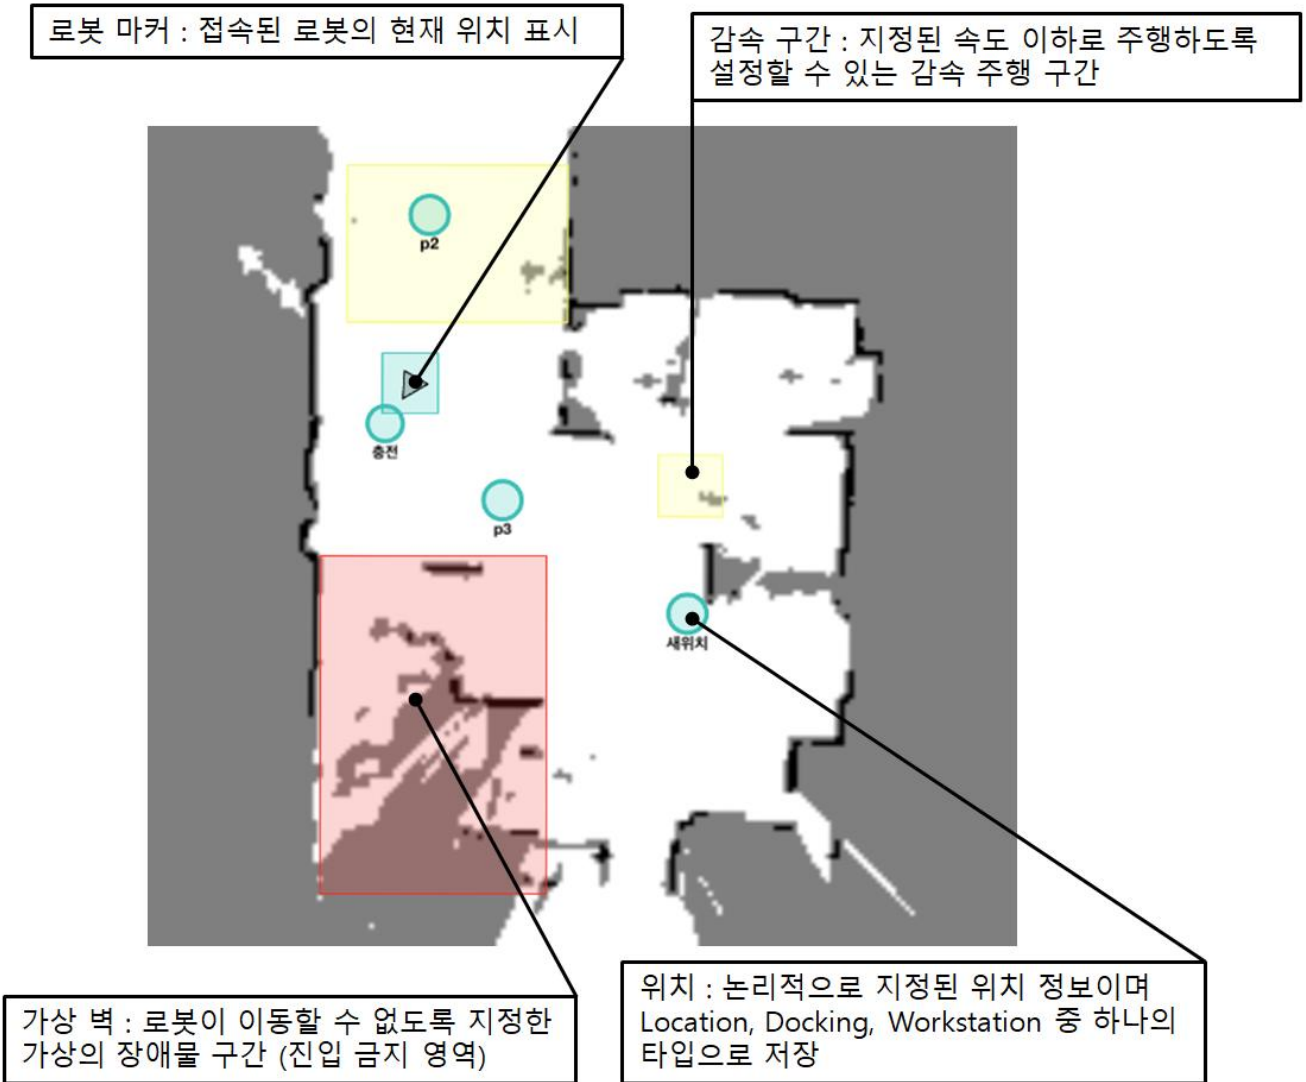 로봇 마커 : 접속된 로봇의 현재 위치 표시
감속 구간 : 지정된 속도 이하로 주행하도록
설정할 수 있는 감속 주행 구간
p2
충전
p3
새위치
가상 벽 : 로봇이 이동할 수 없도록 지정한
가상의 장애물 구간 (진입 금지 영역)
위치 : 논리적으로 지정된 위치 정보이며
Location, Docking, Workstation 중 하나의
타입으로 저장